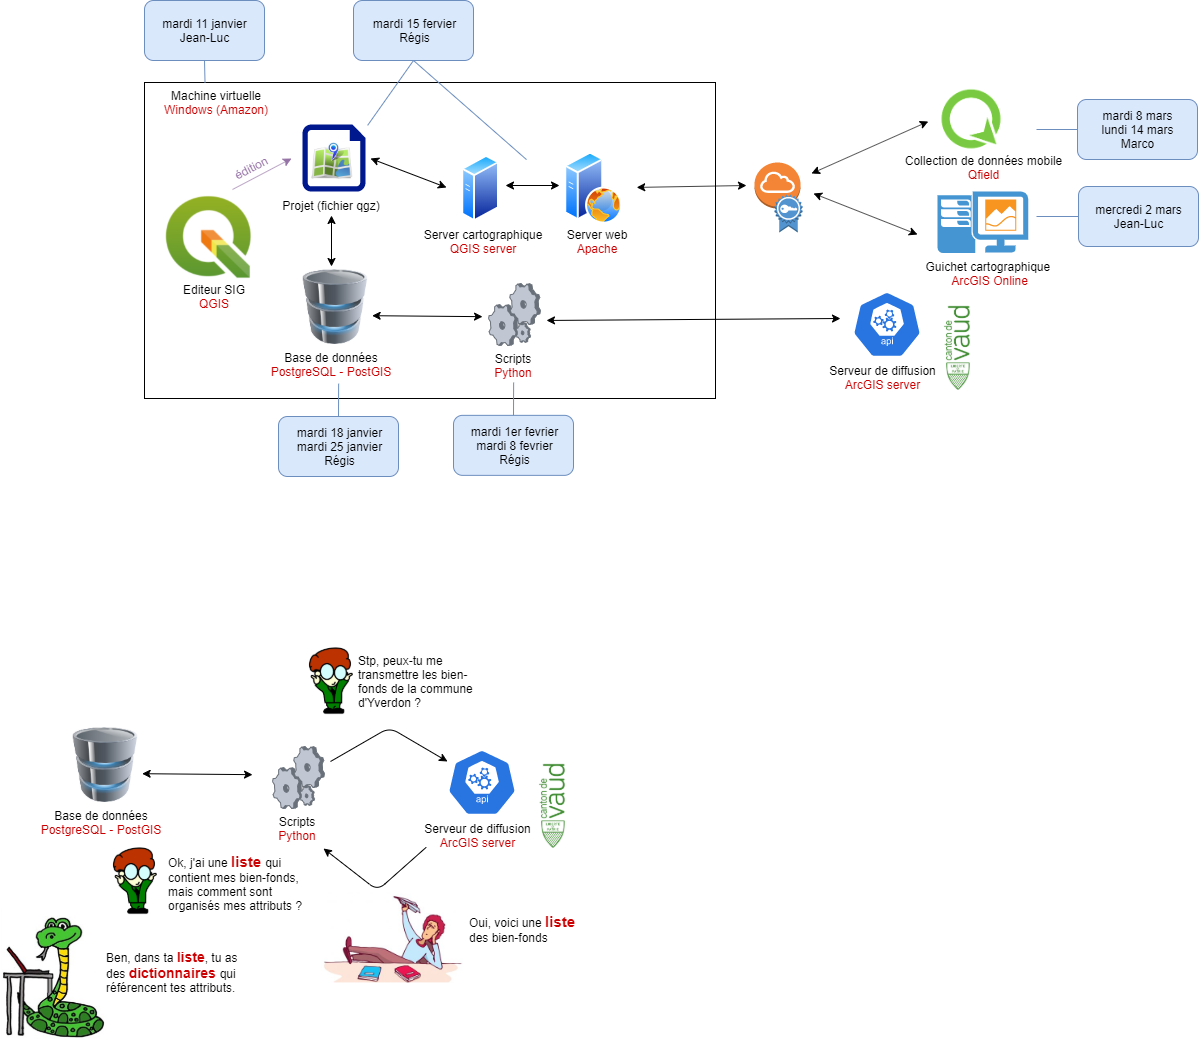 mardi 11 janvier
Jean-Luc
mardi 15 fervier
Régis
Machine virtuelle
Windows (Amazon)
édition
Projet (fichier qgz)
Server cartographique
QGIS server
Server web
Apache
Editeur SIG
QGIS
Base de données
PostgreSQL - PostGIS
Scripts
Python
Collection de données mobile
Qfield
mardi 8 mars
lundi 14 mars
Marco
Guichet cartographique
ArcGIS Online
mercredi 2 mars
Jean-Luc
api
Serveur de diffusion
ArcGIS server
canton de
vaud
LIBERTÉ
ET
PATRIE
mardi 18 janvier
mardi 25 janvier
Régis
mardi 1er fevrier
mardi 8 fevrier
Régis
Stp, peux-tu me
transmettre les bien-
fonds de la commune
d'Yverdon ?
Base de données
PostgreSQL - PostGIS
Scripts
Python
api
Serveur de diffusion
ArcGIS server
canton de
vaud
LIBERTÉ
ET
PATRIE
Ok, j'ai une liste qui
contient mes bien-fonds,
mais comment sont
organisés mes attributs ?
Oui, voici une liste
des bien-fonds
Ben, dans ta liste, tu as
des dictionnaires qui
référencent tes attributs.